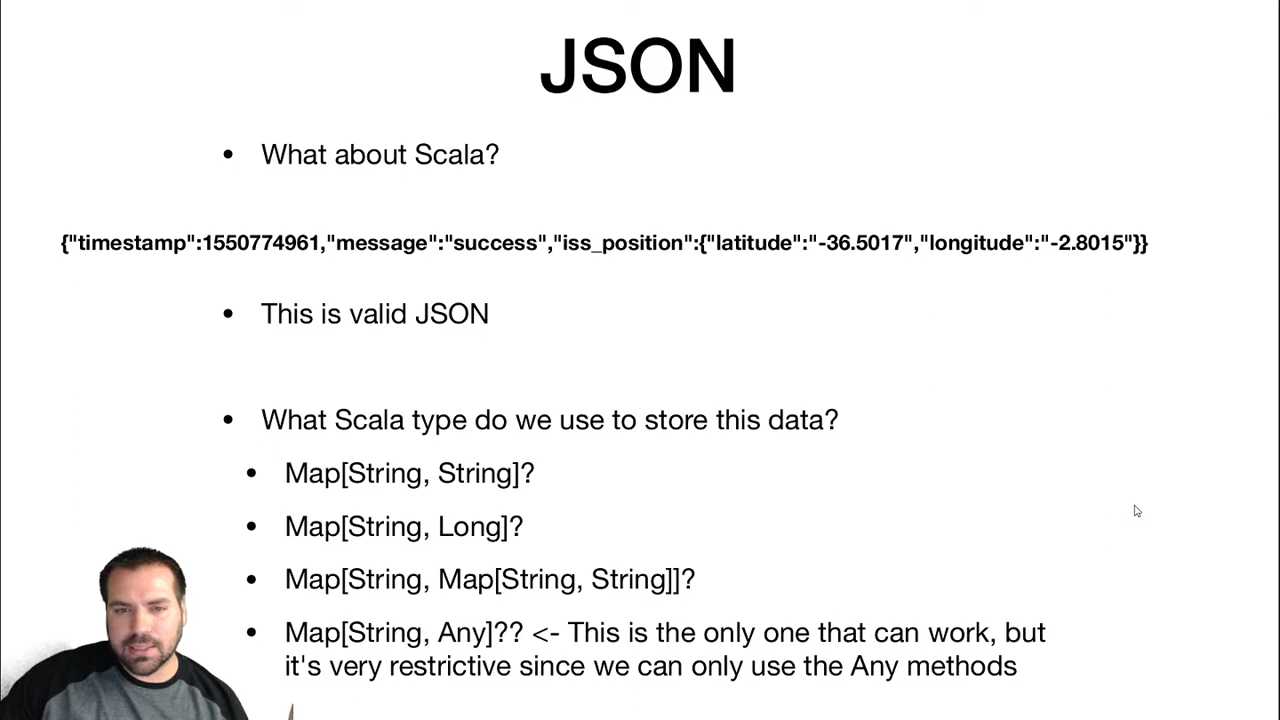 JSON
• What about Scala?
{"timestamp":1550774961,"message":"success","iss_position":{"latitude":"-36.5017","longitude":"-2.8015"}}
• This is valid JSON
• What Scala type do we use to store this data?
• Map[String, String]?
• Map[String, Long]?
• Map[String, Map[String, String]]?
• Map[String, Any]?? <- This is the only one that can work, but
it's very restrictive since we can only use the Any methods